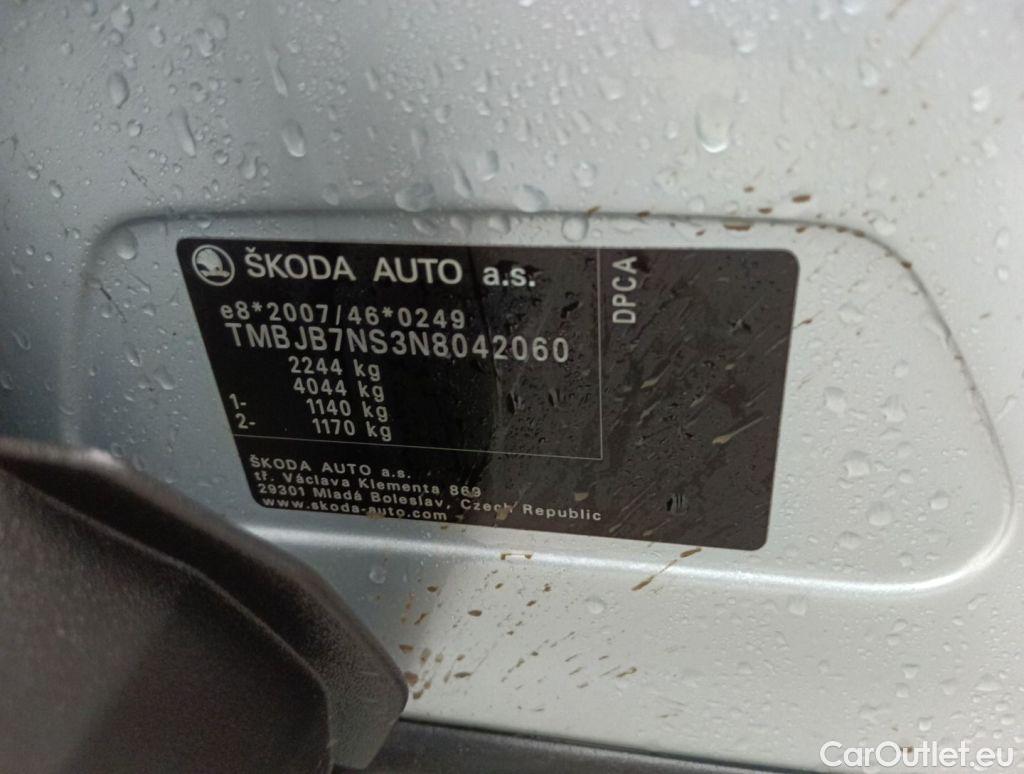 ŠKODA AUTO a.s.
e8*2007/46*0249
TMBJB7NS3N8042060
2244 kg
4044 kg
1- 1140 kg
2- 1170 kg
DPCA
ŠKODA AUTO a.s.
tř. Václava Klementa 869
29301 Mladá Boleslav, Czech Republic
www.skoda-auto.com
CarOutlet.eu